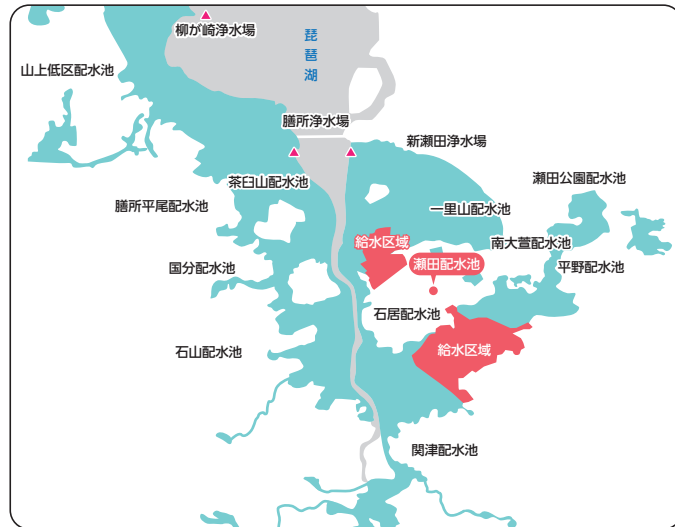 柳が崎浄水場
琵琶湖
山上低区配水池
膳所浄水場
新瀬田浄水場
茶臼山配水池
瀬田公園配水池
膳所平尾配水池
一里山配水池
給水区域
南大萱配水池
瀬田配水池
平野配水池
国分配水池
石居配水池
石山配水池
給水区域
関津配水池